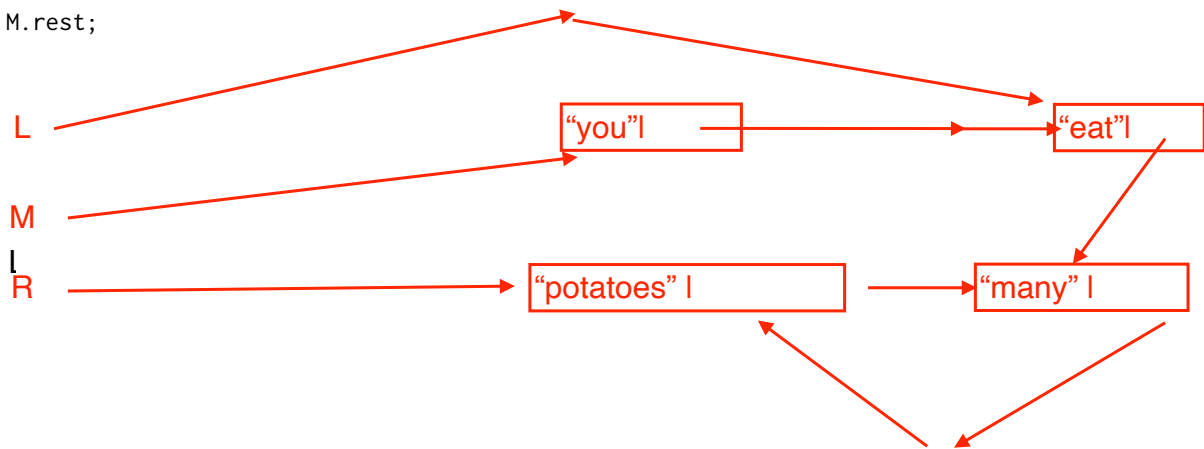 M.rest;
L “you”| “eat”|
M
L
R “potatoes” | “many” |